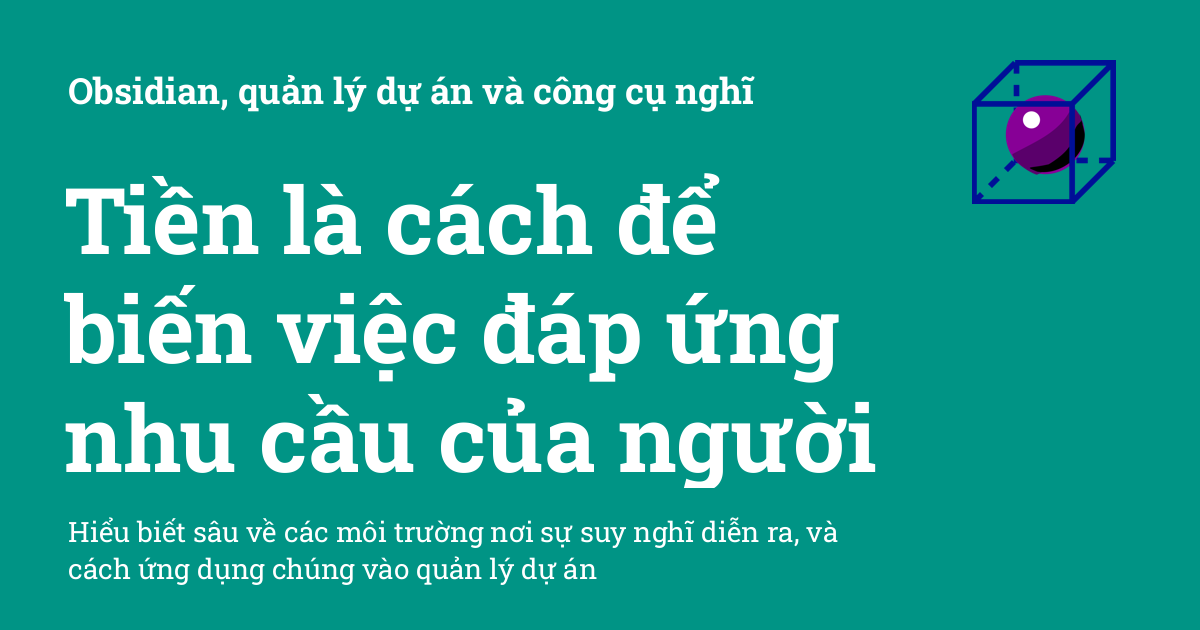 Obsidian, quản lý dự án và công cụ nghĩ
Tiền là cách để
biến việc đáp ứng
nhu cầu của người
Hiểu biết sâu về các môi trường nơi sự suy nghĩ diễn ra, và
cách ứng dụng chúng vào quản lý dự án